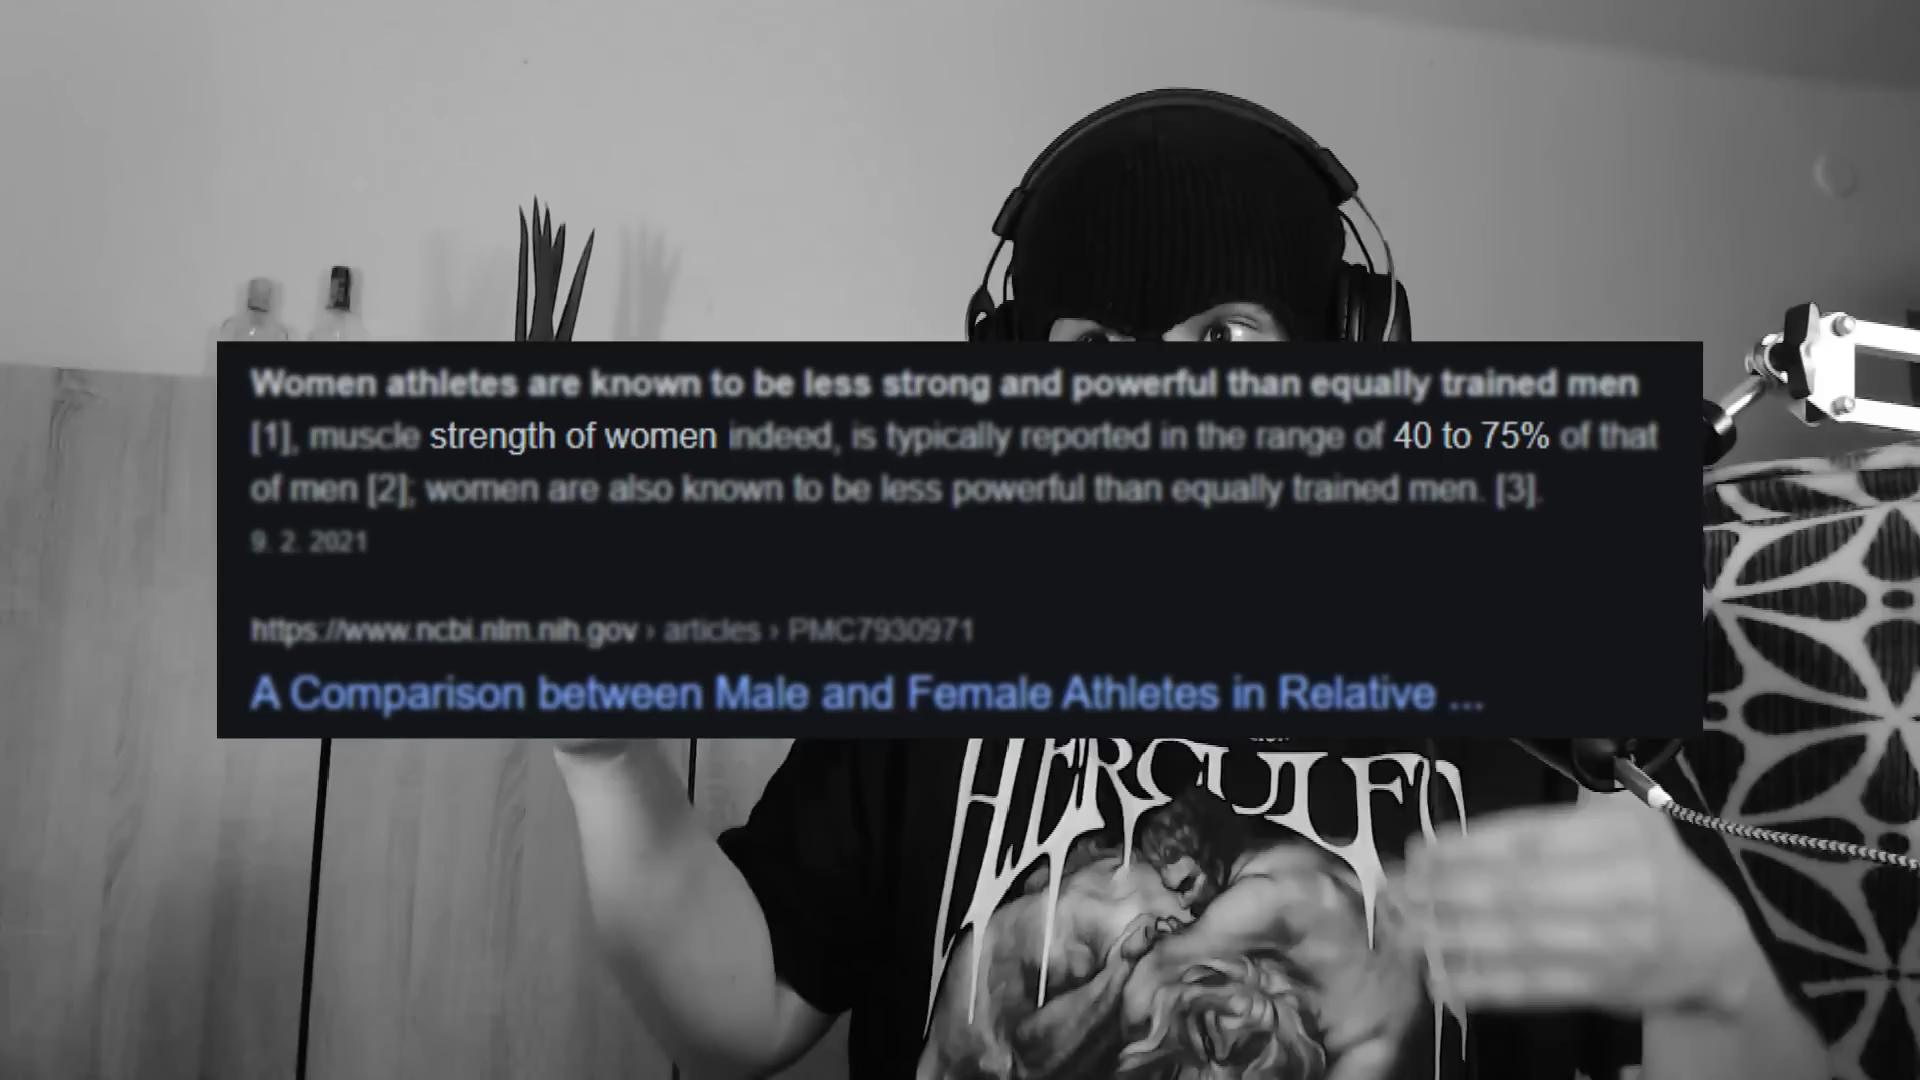 Women athletes are known to be less strong and powerful than equally trained men
[1], muscle strength of women indeed, is typically reported in the range of 40 to 75% of that
of men [2]; women are also known to be less powerful than equally trained men. [3].
9. 2. 2021
https://www.ncbi.nlm.nih.gov › articles › PMC7930971
A Comparison between Male and Female Athletes in Relative ...